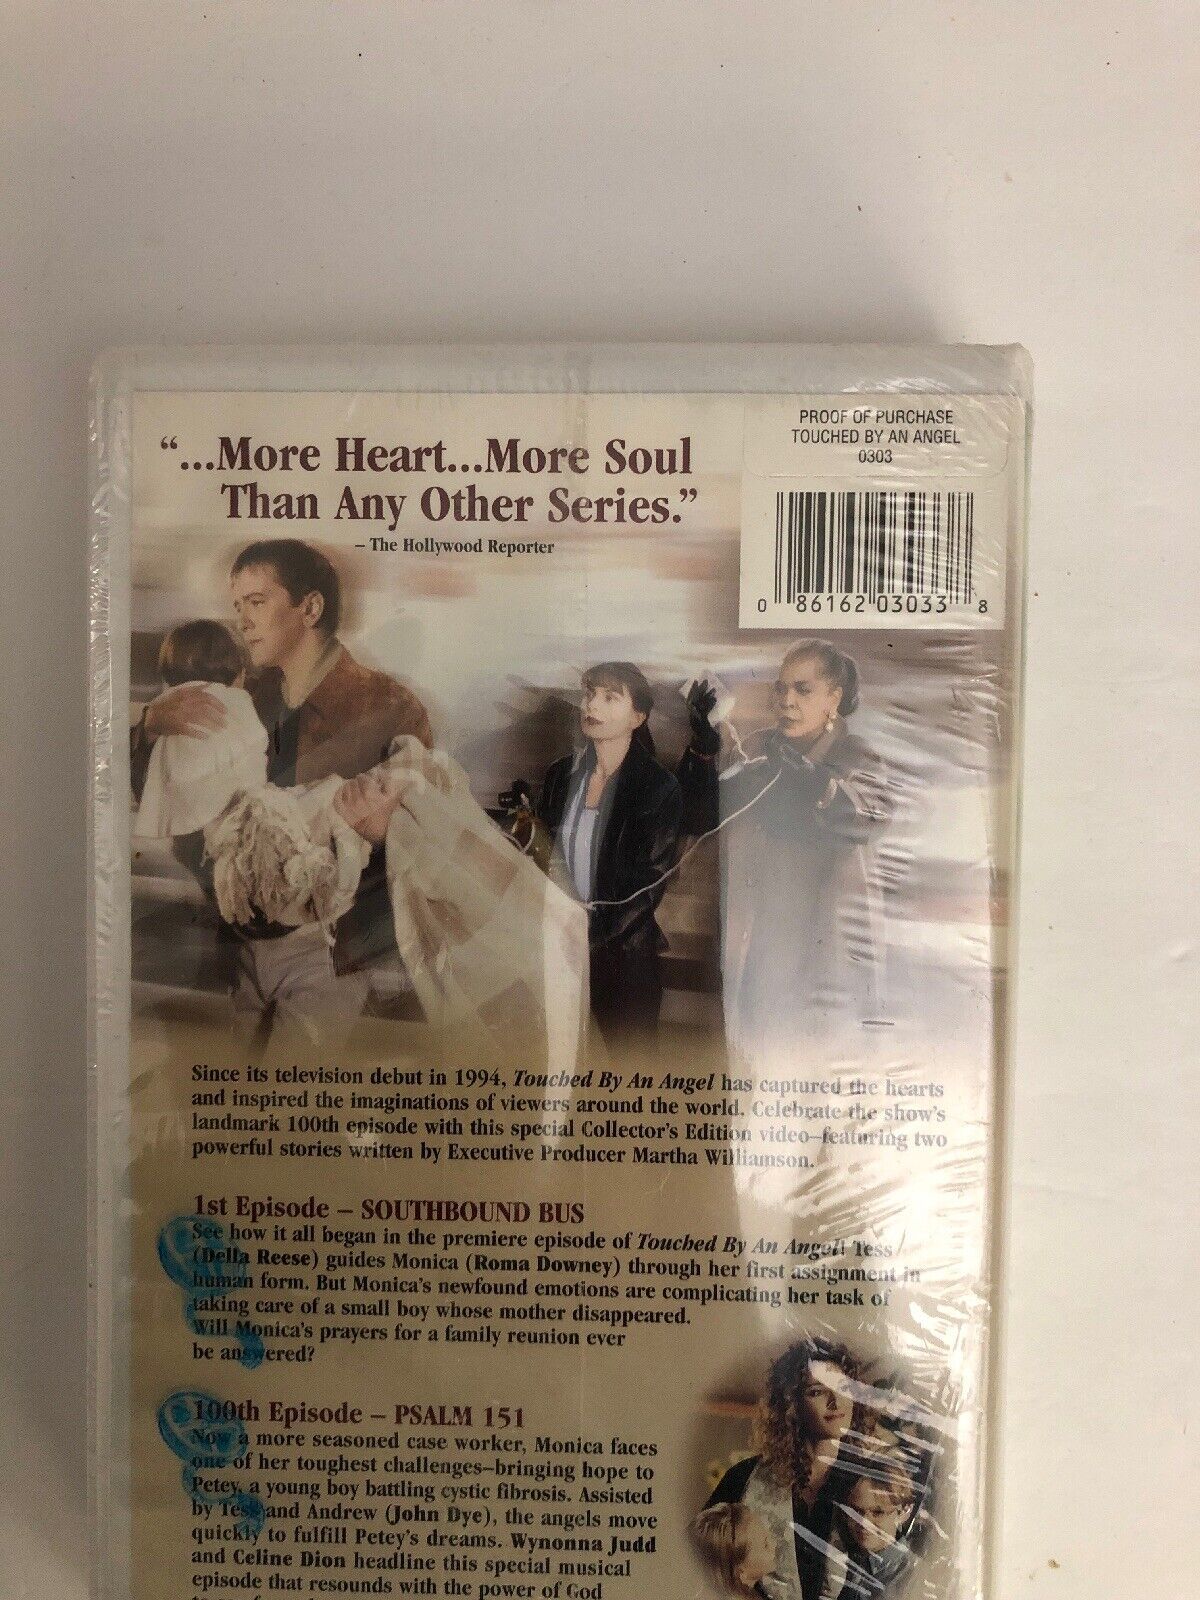 PROOF OF PURCHASE
TOUCHED BY AN ANGEL
0303
"...More Heart...More Soul
Than Any Other Series."
– The Hollywood Reporter
0 86162 03033 8
Since its television debut in 1994, Touched By An Angel has captured the hearts
and inspired the imaginations of viewers around the world. Celebrate the show's
landmark 100th episode with this special Collector's Edition video–featuring two
powerful stories written by Executive Producer Martha Williamson.
1st Episode – SOUTHBOUND BUS
See how it all began in the premiere episode of Touched By An Angel! Tess
(Della Reese) guides Monica (Roma Downey) through her first assignment in
human form. But Monica's newfound emotions are complicating her task of
taking care of a small boy whose mother disappeared.
Will Monica's prayers for a family reunion ever
be answered?
100th Episode – PSALM 151
Now a more seasoned case worker, Monica faces
one of her toughest challenges–bringing hope to
Petey, a young boy battling cystic fibrosis. Assisted
by Tess and Andrew (John Dye), the angels move
quickly to fulfill Petey's dreams. Wynonna Judd
and Celine Dion headline this special musical
episode that resounds with the power of God